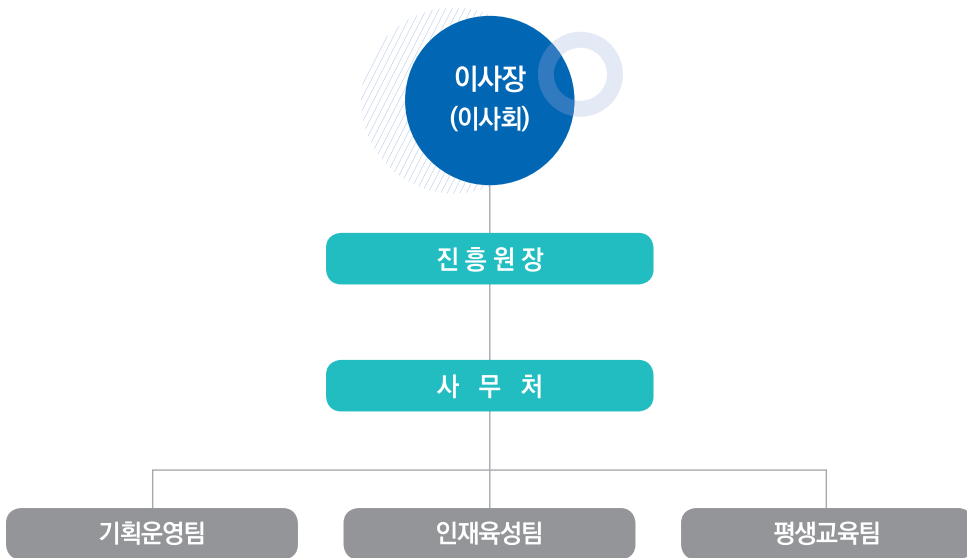 이사장
(이사회)
진흥원장
사 무 처
기획운영팀
인재육성팀
평생교육팀